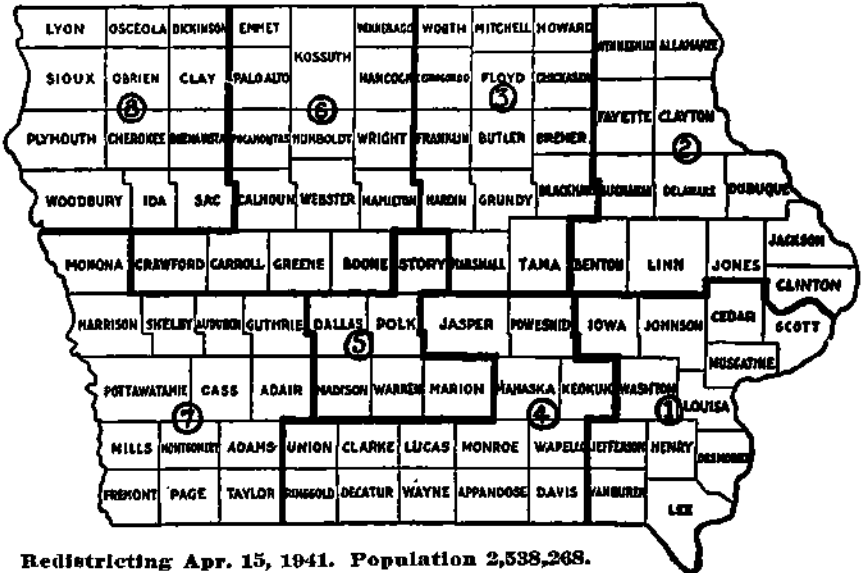 LYON OSCEOLA DICKINSON EMMET WINNEBAGO WORTH MITCHELL HOWARD WINNESHIEK ALLAMAKEE
KOSSUTH
SIOUX OBRIEN CLAY PALO ALTO HANCOCK CERROGORDO FLOYD CHICKASAW
8 6 3
PLYMOUTH CHEROKEE BUENAVISTA POCAHONTAS HUMBOLDT WRIGHT FRANKLIN BUTLER BREMER FAYETTE CLAYTON
2
WOODBURY IDA SAC CALHOUN WEBSTER HAMILTON HARDIN GRUNDY BLACKHAWK BUCHANAN DELAWARE DUBUQUE
MONONA CRAWFORD CARROLL GREENE BOONE STORY MARSHALL TAMA BENTON LINN JONES JACKSON
CLINTON
HARRISON SHELBY AUDUBON GUTHRIE DALLAS POLK JASPER POWESHIEK IOWA JOHNSON CEDAR SCOTT
5
MUSCATINE
POTTAWATAMIE CASS ADAIR MADISON WARREN MARION MAHASKA KEOKUK WASHTON LOUISA
7 4 1
MILLS MONTGOMERY ADAMS UNION CLARKE LUCAS MONROE WAPELLO JEFFERSON HENRY DESMOINES
FREMONT PAGE TAYLOR RINGGOLD DECATUR WAYNE APPANOOSE DAVIS VANBUREN LEE
Redistricting Apr. 15, 1941. Population 2,538,268.